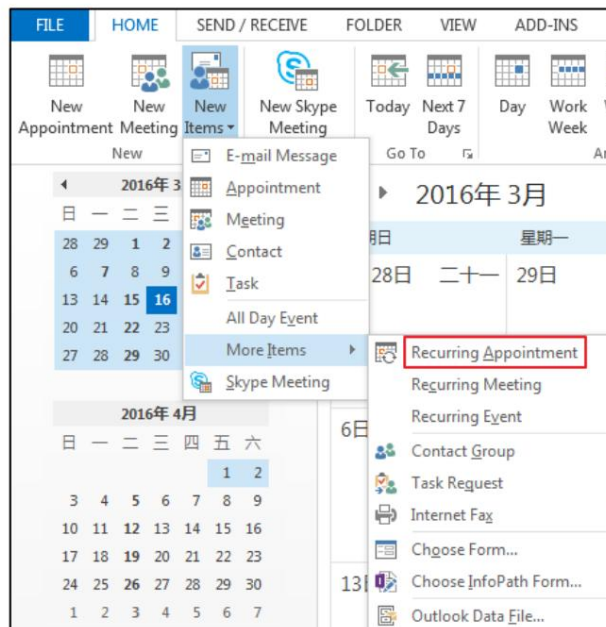 FILE HOME SEND / RECEIVE FOLDER VIEW ADD-INS
New Appointment
New Meeting
New Items
New Skype Meeting
Today
Next 7 Days
Day
Work Week
New
Go To
E-mail Message
Appointment
Meeting
Contact
Task
All Day Event
More Items
Skype Meeting
2016年 3
日 一 二 三
28 29 1 2
6 7 8 9
13 14 15 16
20 21 22 23
27 28 29 30
2016年 4月
日 一 二 三 四 五 六
1 2
3 4 5 6 7 8 9
10 11 12 13 14 15 16
17 18 19 20 21 22 23
24 25 26 27 28 29 30
1 2 3 4 5 6 7
2016年 3月
期日 星期一
28日 二十一 29日
6日
13日
Recurring Appointment
Recurring Meeting
Recurring Event
Contact Group
Task Request
Internet Fax
Choose Form...
Choose InfoPath Form...
Outlook Data File...